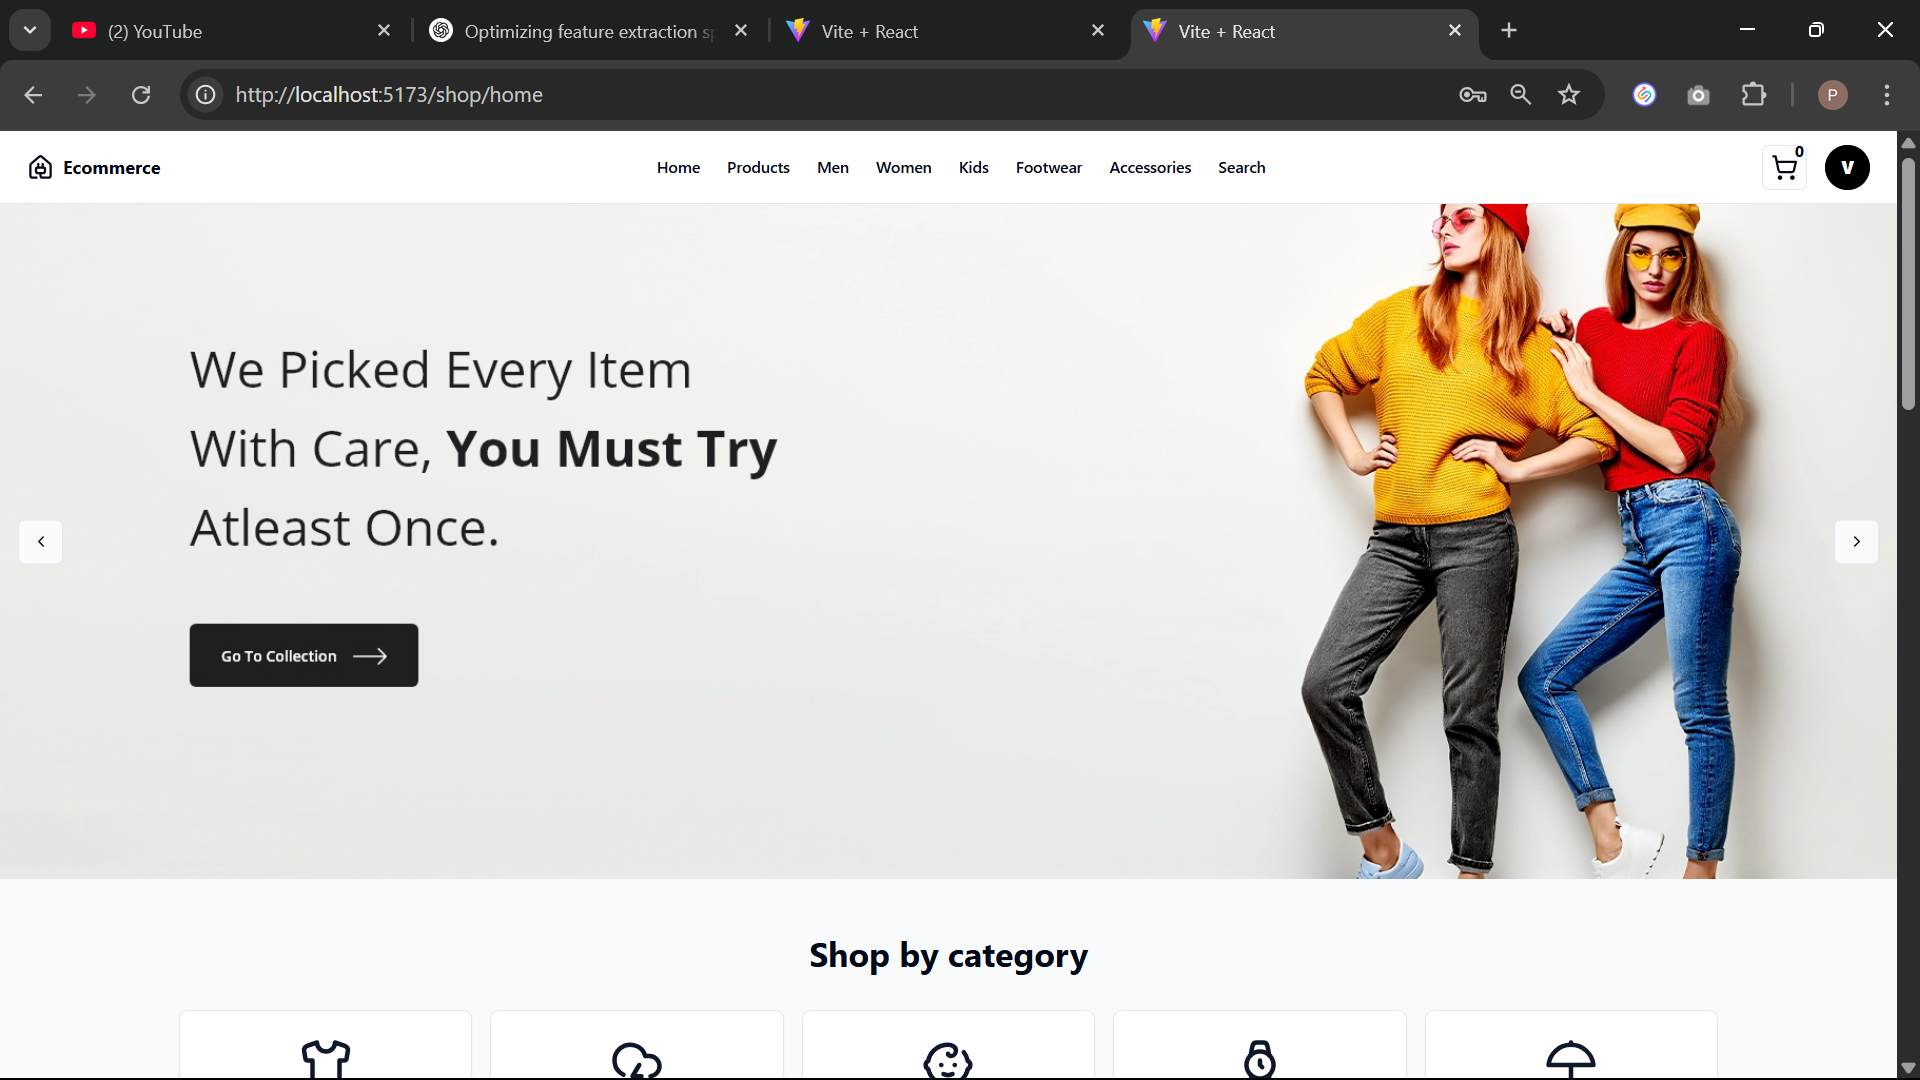 (2) YouTube
Optimizing feature extraction sp
Vite + React
Vite + React
http://localhost:5173/shop/home
P
Ecommerce
Home
Products
Men
Women
Kids
Footwear
Accessories
Search
0
V
We Picked Every Item
With Care, You Must Try
Atleast Once.
Go To Collection
Shop by category